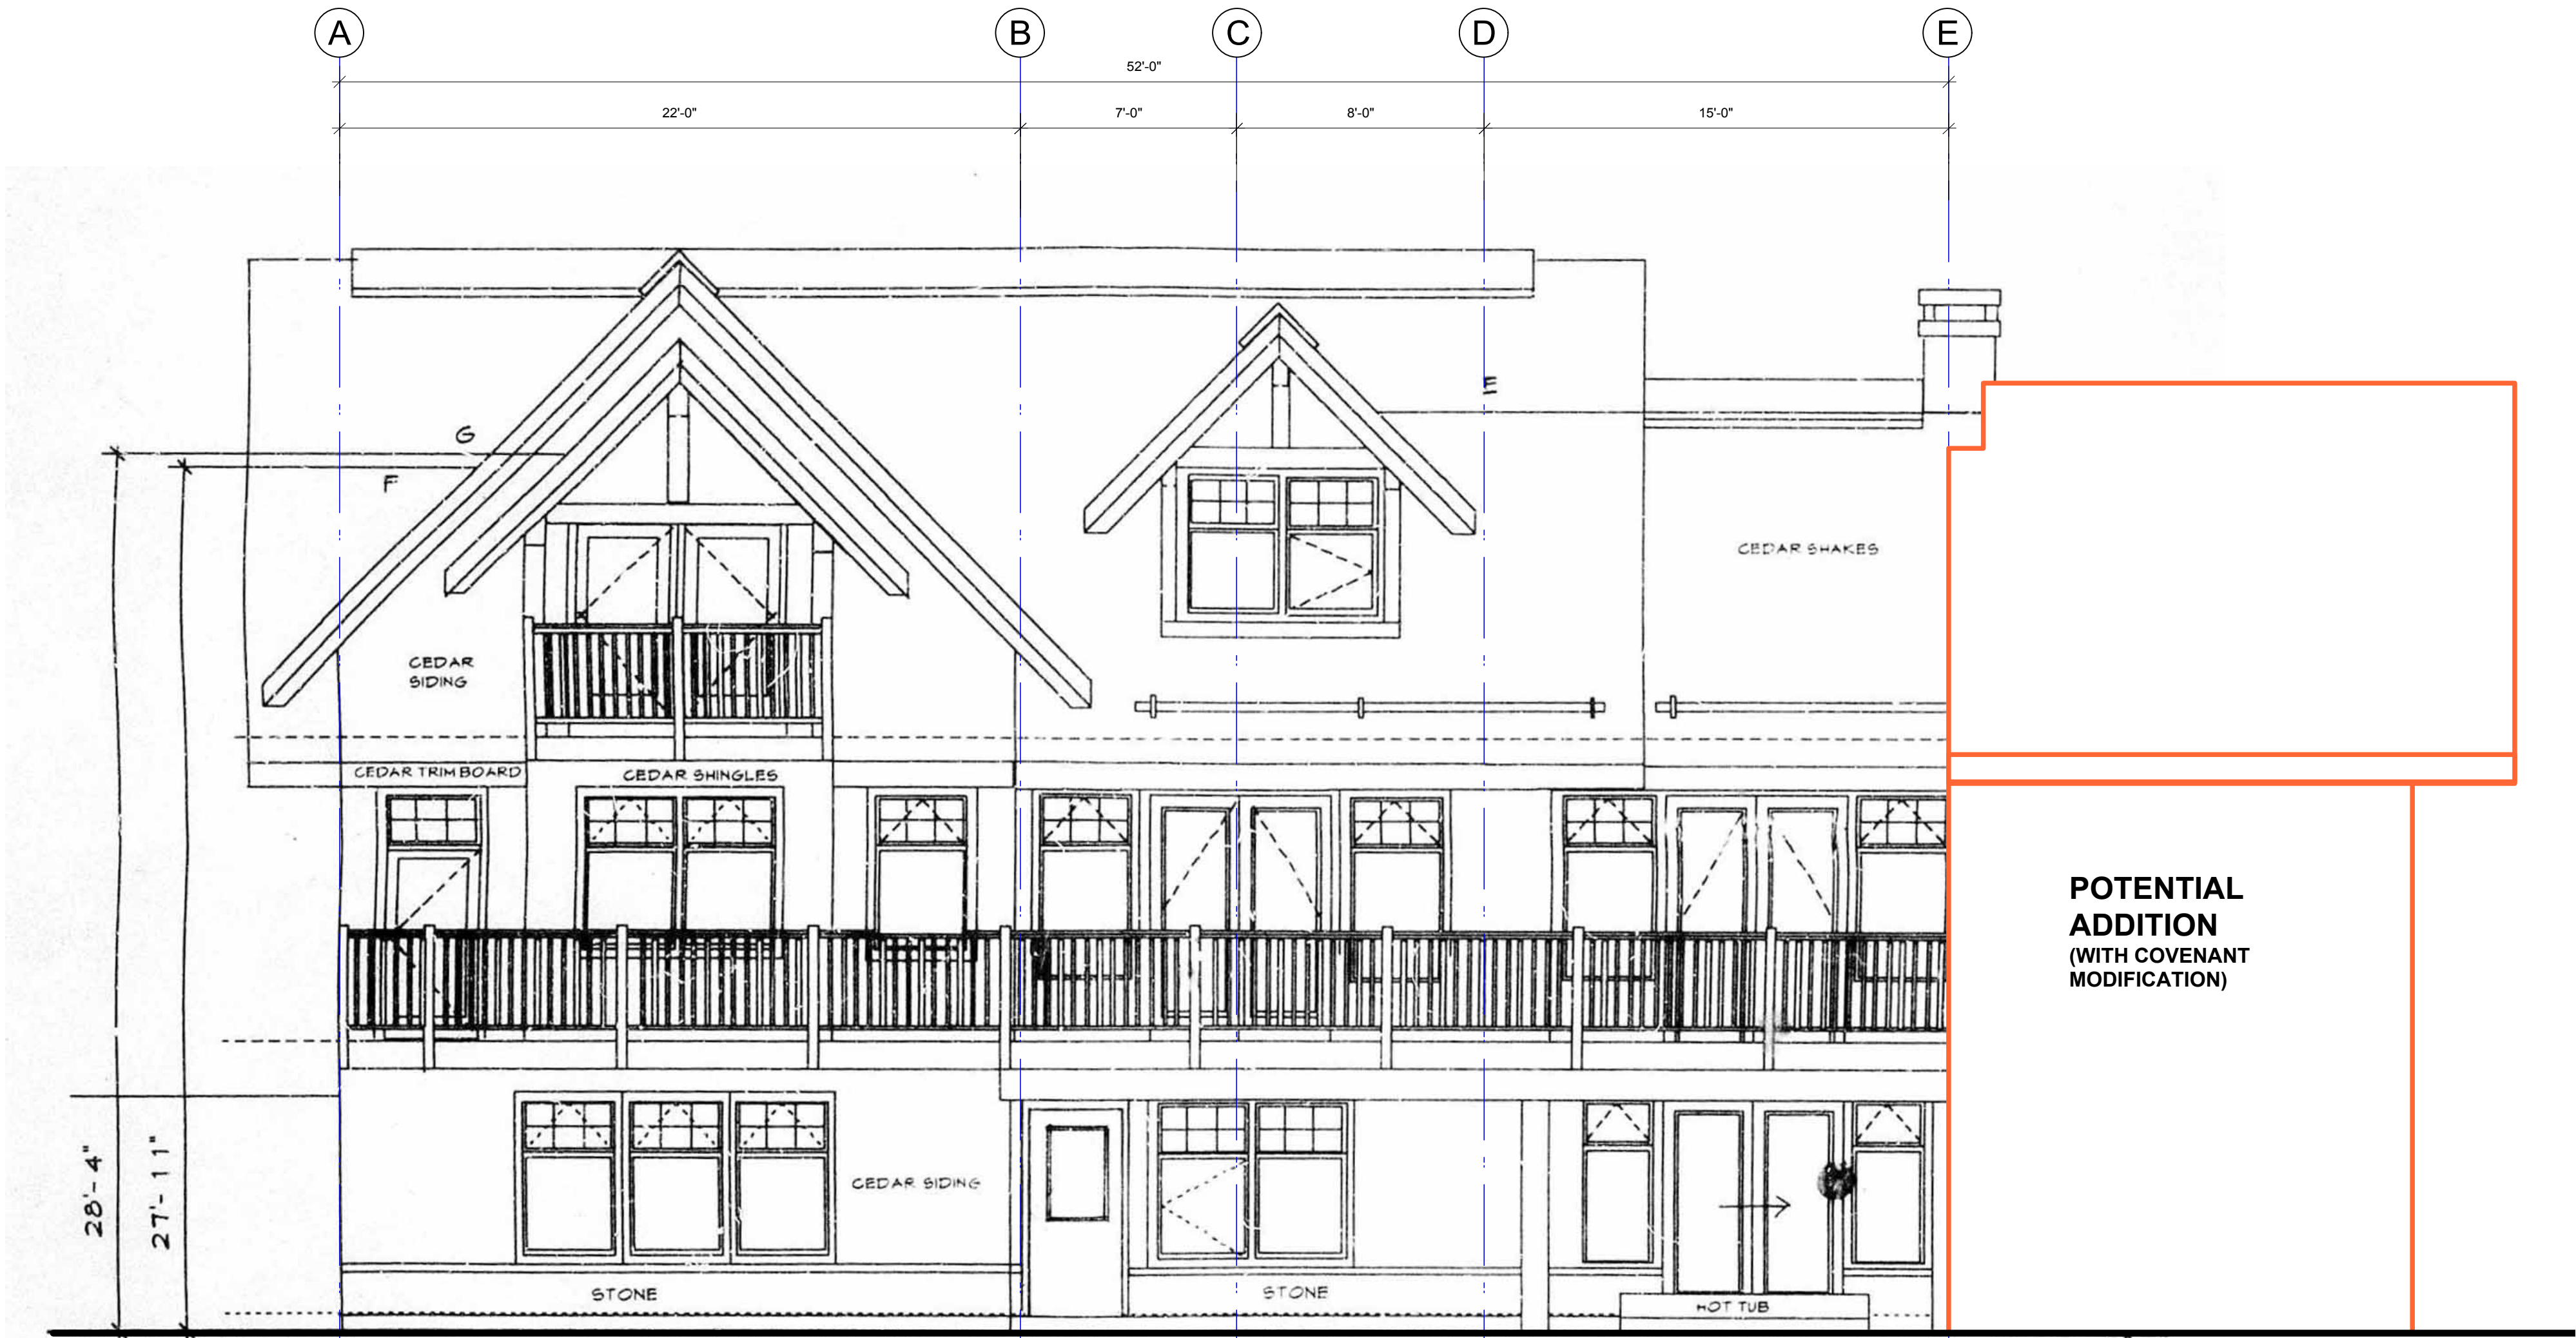 A B C D E
52'-0"
22'-0" 7'-0" 8'-0" 15'-0"
E
G
F
CEDAR SHAKES
CEDAR
SIDING
CEDAR TRIM BOARD
CEDAR SHINGLES
POTENTIAL
ADDITION
(WITH COVENANT
MODIFICATION)
28'-4"
27'-11"
CEDAR SIDING
STONE
STONE
HOT TUB